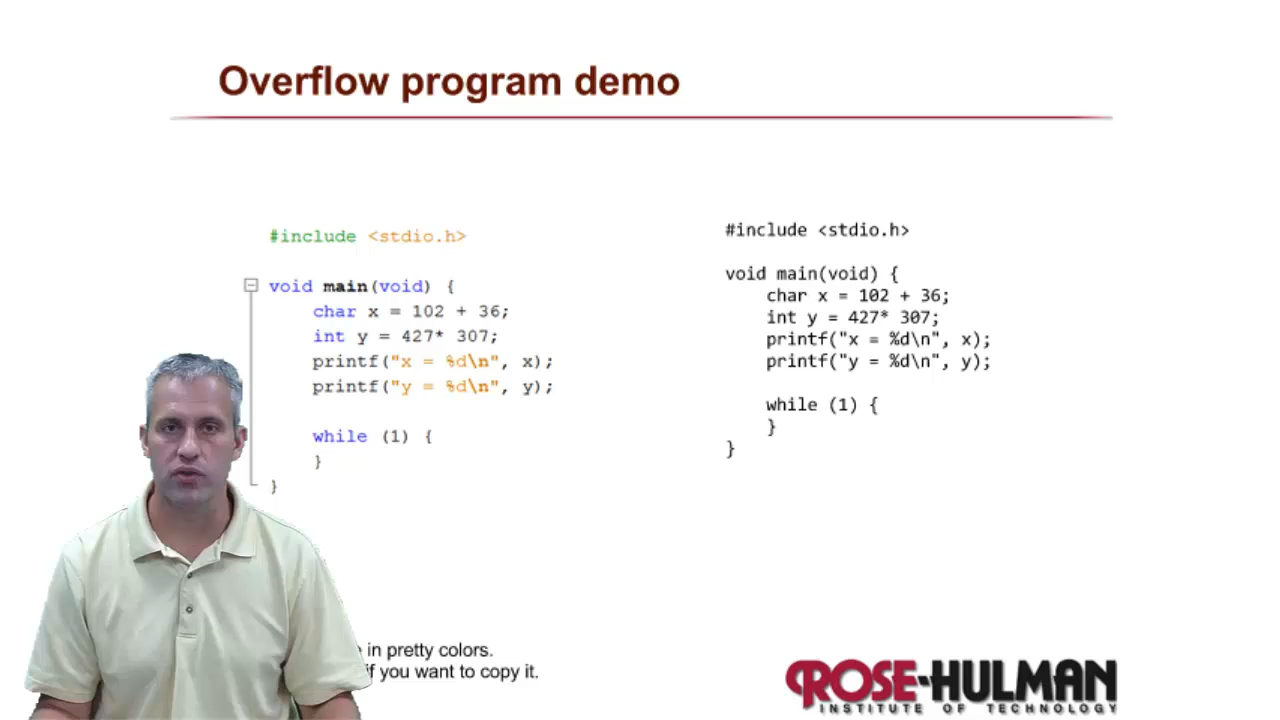 Overflow program demo
#include <stdio.h>
void main(void) {
char x = 102 + 36;
int y = 427* 307;
printf("x = %d\n", x);
printf("y = %d\n", y);
while (1) {
}
}
#include <stdio.h>
void main(void) {
char x = 102 + 36;
int y = 427* 307;
printf("x = %d\n", x);
printf("y = %d\n", y);
while (1) {
}
}
in pretty colors.
if you want to copy it.
ROSE-HULMAN
INSTITUTE OF TECHNOLOGY